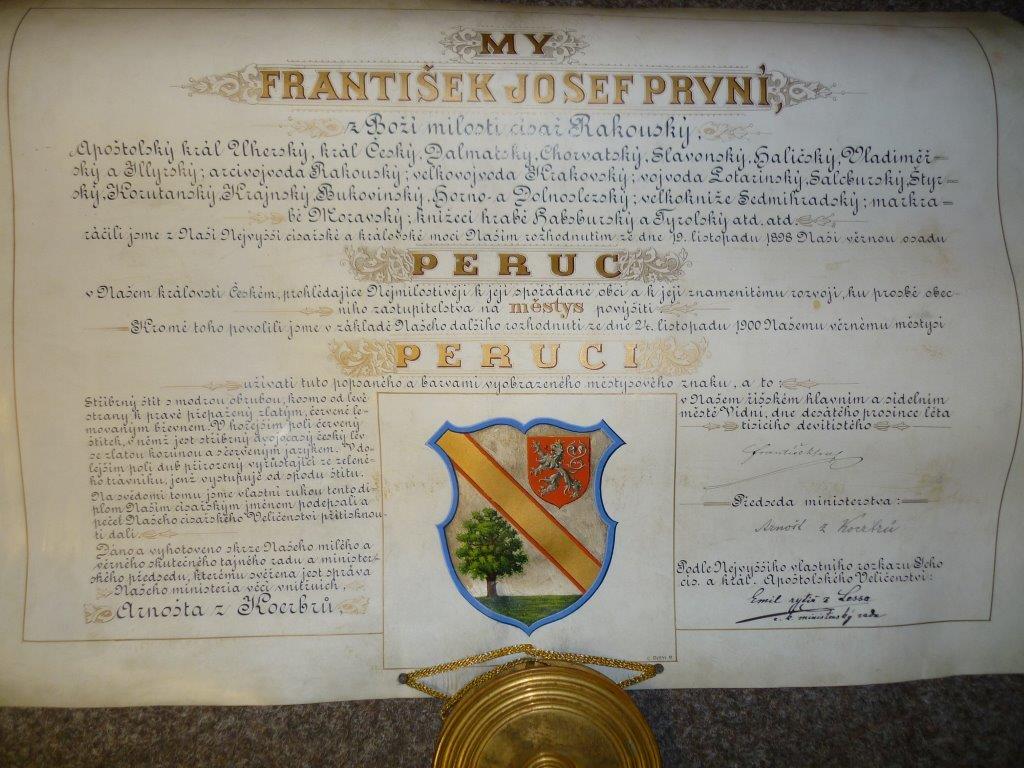 MY
FRANTIŠEK JOSEF PRVNÍ,
z Boží milosti císař Rakouský,
Apoštolský král Uherský, král Český, Dalmatský, Chorvatský, Slavonský, Haličský, Vladiměř-
ský a Illyrský; arcivojvoda Rakouský; velkovojvoda Krakovský; vojvoda Lotarinský, Salcburský, Štyr-
ský, Korutanský, Krajnský, Bukovinský, Horno- a Dolnoslezský; velkokníže Sedmihradský; markra-
bě Moravský; knížecí hrabě Habsburský a Tyrolský atd. atd.
ráčili jsme z Naší Nejvyšší císařské a královské moci Naším rozhodnutím ze dne 19. listopadu 1898 Naši věrnou osadu
PERUC
v Našem království Českém, prohlédajíce Nejmilostivěji k její spořádané obci a k její znamenitému rozvoji, ku prosbě obec-
ního zastupitelstva na městys povýšiti
Kromě toho povolili jsme v základě Našeho dalšího rozhodnutí ze dne 24. listopadu 1900 Našemu věrnému městysi
PERUCI
užívati tuto popsaného a barvami vyobrazeného městysového znaku, a to:
Stříbrný štít s modrou obrubou, kosmo od levé
strany k pravé přepažený zlatým, červeně le-
movaným břevnem. V hořejším poli červený
štítek, v němž jest stříbrný dvojocasý český lev
se zlatou korunou a s červeným jazykem. V do-
lejším poli dub přirozený vyrůstající ze zelené-
ho trávníku, jenž vystupuje od spodu štítu.
Na svědomí tomu jsme vlastní rukou tento di-
plom Naším císařským jménem podepsali a
pečeť Našeho císařského Veličenství přitisknou-
ti dali.
Dáno a vyhotoveno skrze Našeho milého a
věrného skutečného tajného radu a minister-
ského předsedu, kterému svěřena jest správa
Našeho ministeria věcí vnitřních,
Arnošta z Koerbrů
v Našem říšském hlavním a sídelním
městě Vídni, dne desátého prosince léta
tisícího devítistého
Předseda ministerstva:
Arnošt z Koerbrů
Podle Nejvyššího vlastního rozkazu Jeho
cís. a král. Apoštolského Veličenství:
Emil rytíř z
c. k. ministerský rada